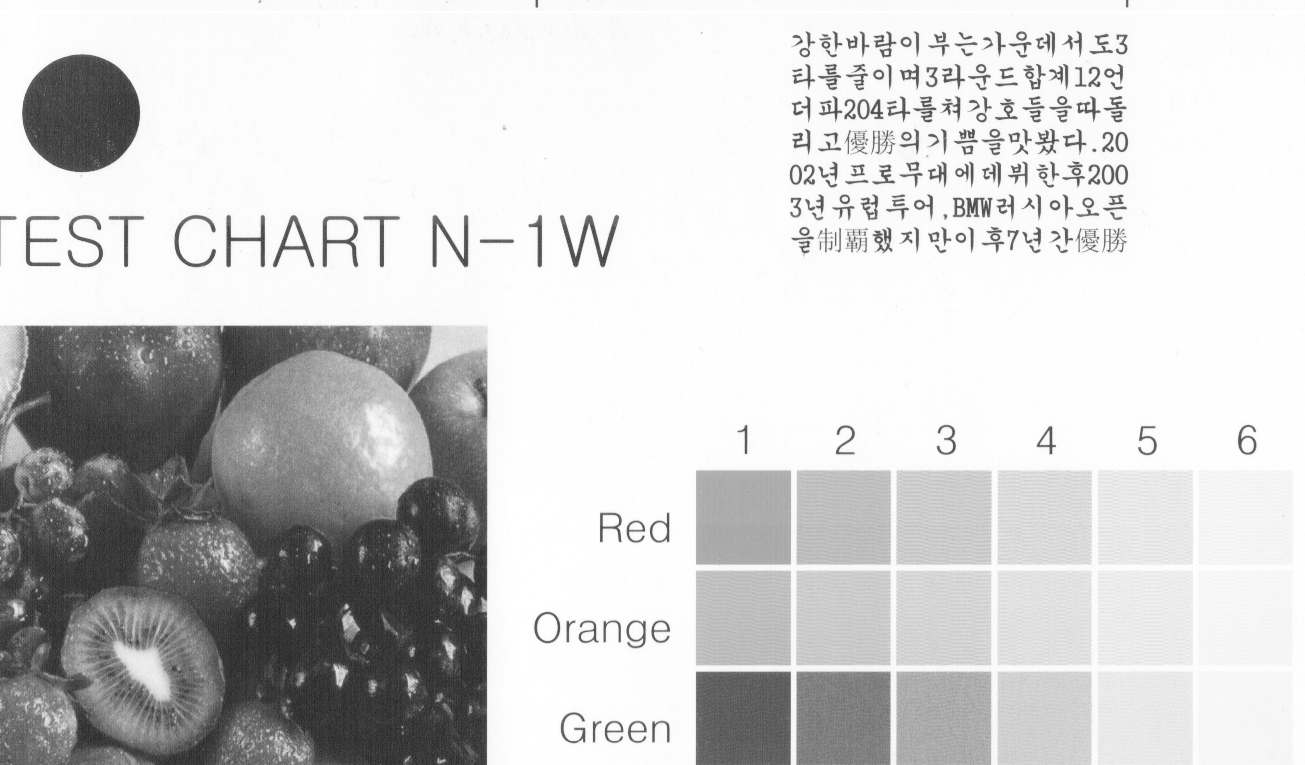 강한바람이부는가운데서도3
타를줄이며3라운드합계12언
더파204타를쳐강호들을따돌
리고優勝의기쁨을맛봤다.20
02년프로무대에데뷔한후200
3년유럽투어,BMW러시아오픈
을制覇했지만이후7년간優勝
TEST CHART N-1W
1 2 3 4 5 6
Red
Orange
Green